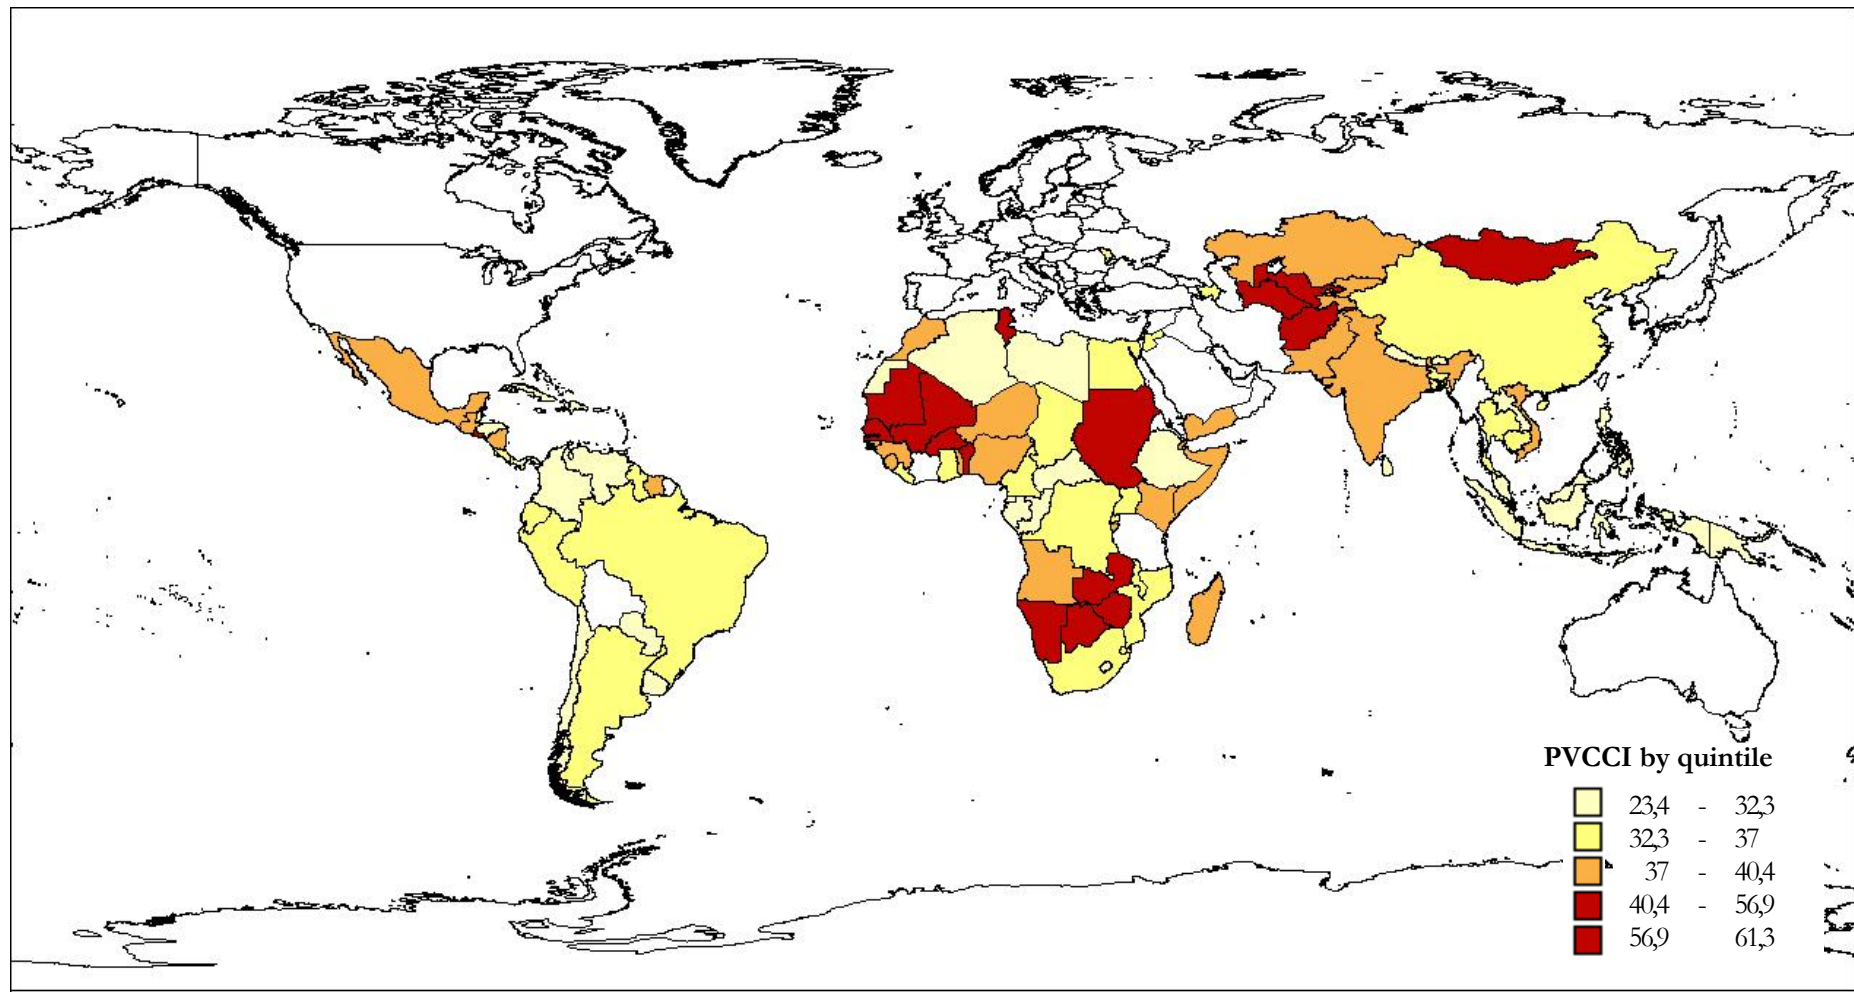 PVCCI by quintile
23,4 - 32,3
32,3 - 37
37 - 40,4
40,4 - 56,9
56,9 61,3